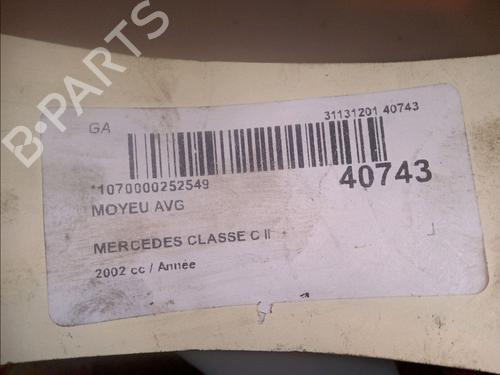 B-PARTS
GA
31131201 40743
*1070000252549
40743
MOYEU AVG
MERCEDES CLASSE C II
2002 cc / Année